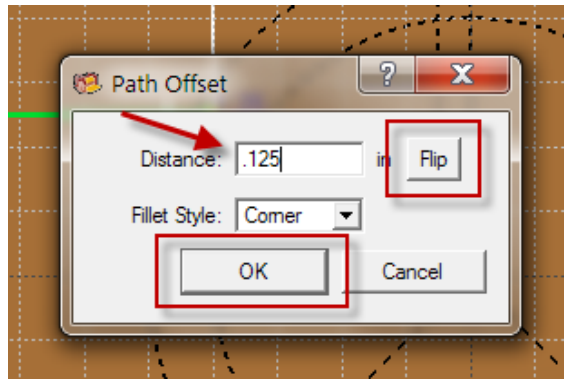 Path Offset ? X
Distance: .125 in Flip
Fillet Style: Corner
OK Cancel